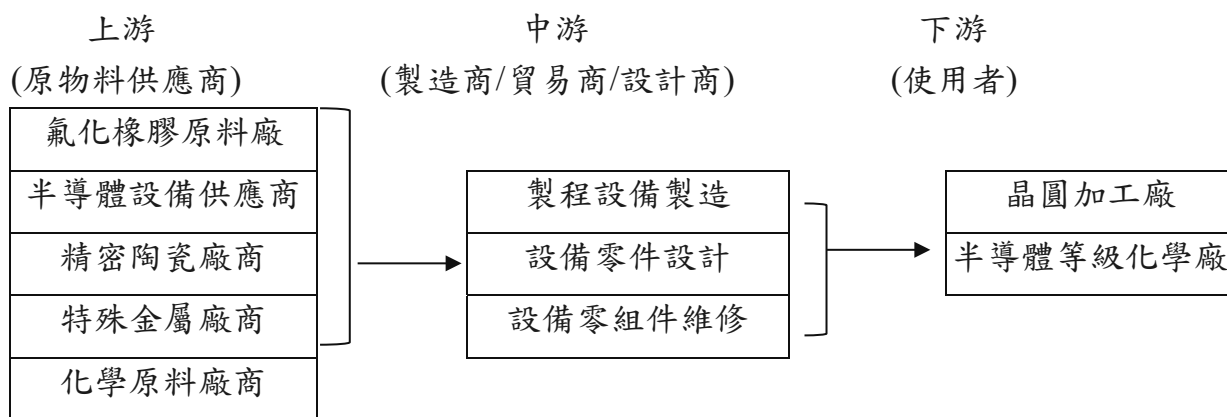 上游
(原物料供應商)
氟化橡膠原料廠
半導體設備供應商
精密陶瓷廠商
特殊金屬廠商
化學原料廠商
中游
(製造商/貿易商/設計商)
製程設備製造
設備零件設計
設備零組件維修
下游
(使用者)
晶圓加工廠
半導體等級化學廠